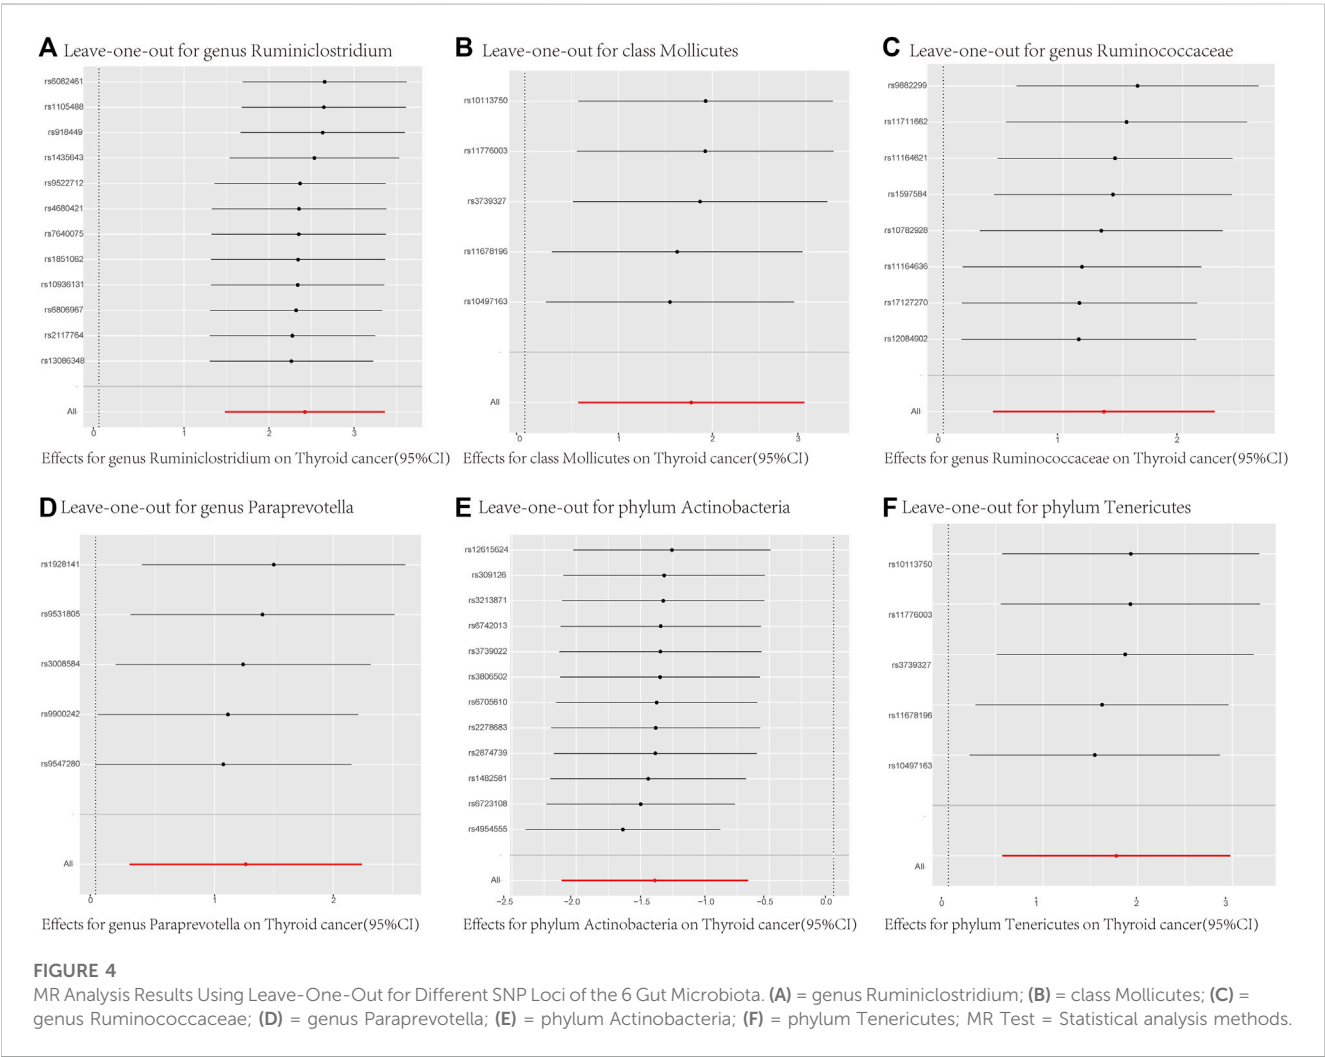 A Leave-one-out for genus Ruminiclostridium
rs6082461
rs1105488
rs918449
rs1435643
rs9522712
rs4680421
rs7640075
rs1851062
rs10936131
rs6806967
rs2117764
rs13086348
-
All
0 1 2 3
Effects for genus Ruminiclostridium on Thyroid cancer(95%CI)
B Leave-one-out for class Mollicutes
rs10113750
rs11776003
rs3739327
rs11678196
rs10497163
-
All
0 1 2 3
Effects for class Mollicutes on Thyroid cancer(95%CI)
C Leave-one-out for genus Ruminococcaceae
rs9882299
rs11711662
rs11164621
rs1597584
rs10782928
rs11164636
rs17127270
rs12084902
-
All
0 1 2
Effects for genus Ruminococcaceae on Thyroid cancer(95%CI)
D Leave-one-out for genus Paraprevotella
rs1928141
rs9531805
rs3008584
rs9900242
rs9547280
-
All
0 1 2
Effects for genus Paraprevotella on Thyroid cancer(95%CI)
E Leave-one-out for phylum Actinobacteria
rs12615624
rs309126
rs3213871
rs6742013
rs3739022
rs3806502
rs6705610
rs2278683
rs2874739
rs1482581
rs6723108
rs4954555
-
All
−2.5 −2.0 −1.5 −1.0 −0.5 0.0
Effects for phylum Actinobacteria on Thyroid cancer(95%CI)
F Leave-one-out for phylum Tenericutes
rs10113750
rs11776003
rs3739327
rs11678196
rs10497163
-
All
0 1 2 3
Effects for phylum Tenericutes on Thyroid cancer(95%CI)
FIGURE 4
MR Analysis Results Using Leave-One-Out for Different SNP Loci of the 6 Gut Microbiota. (A) = genus Ruminiclostridium; (B) = class Mollicutes; (C) =
genus Ruminococcaceae; (D) = genus Paraprevotella; (E) = phylum Actinobacteria; (F) = phylum Tenericutes; MR Test = Statistical analysis methods.